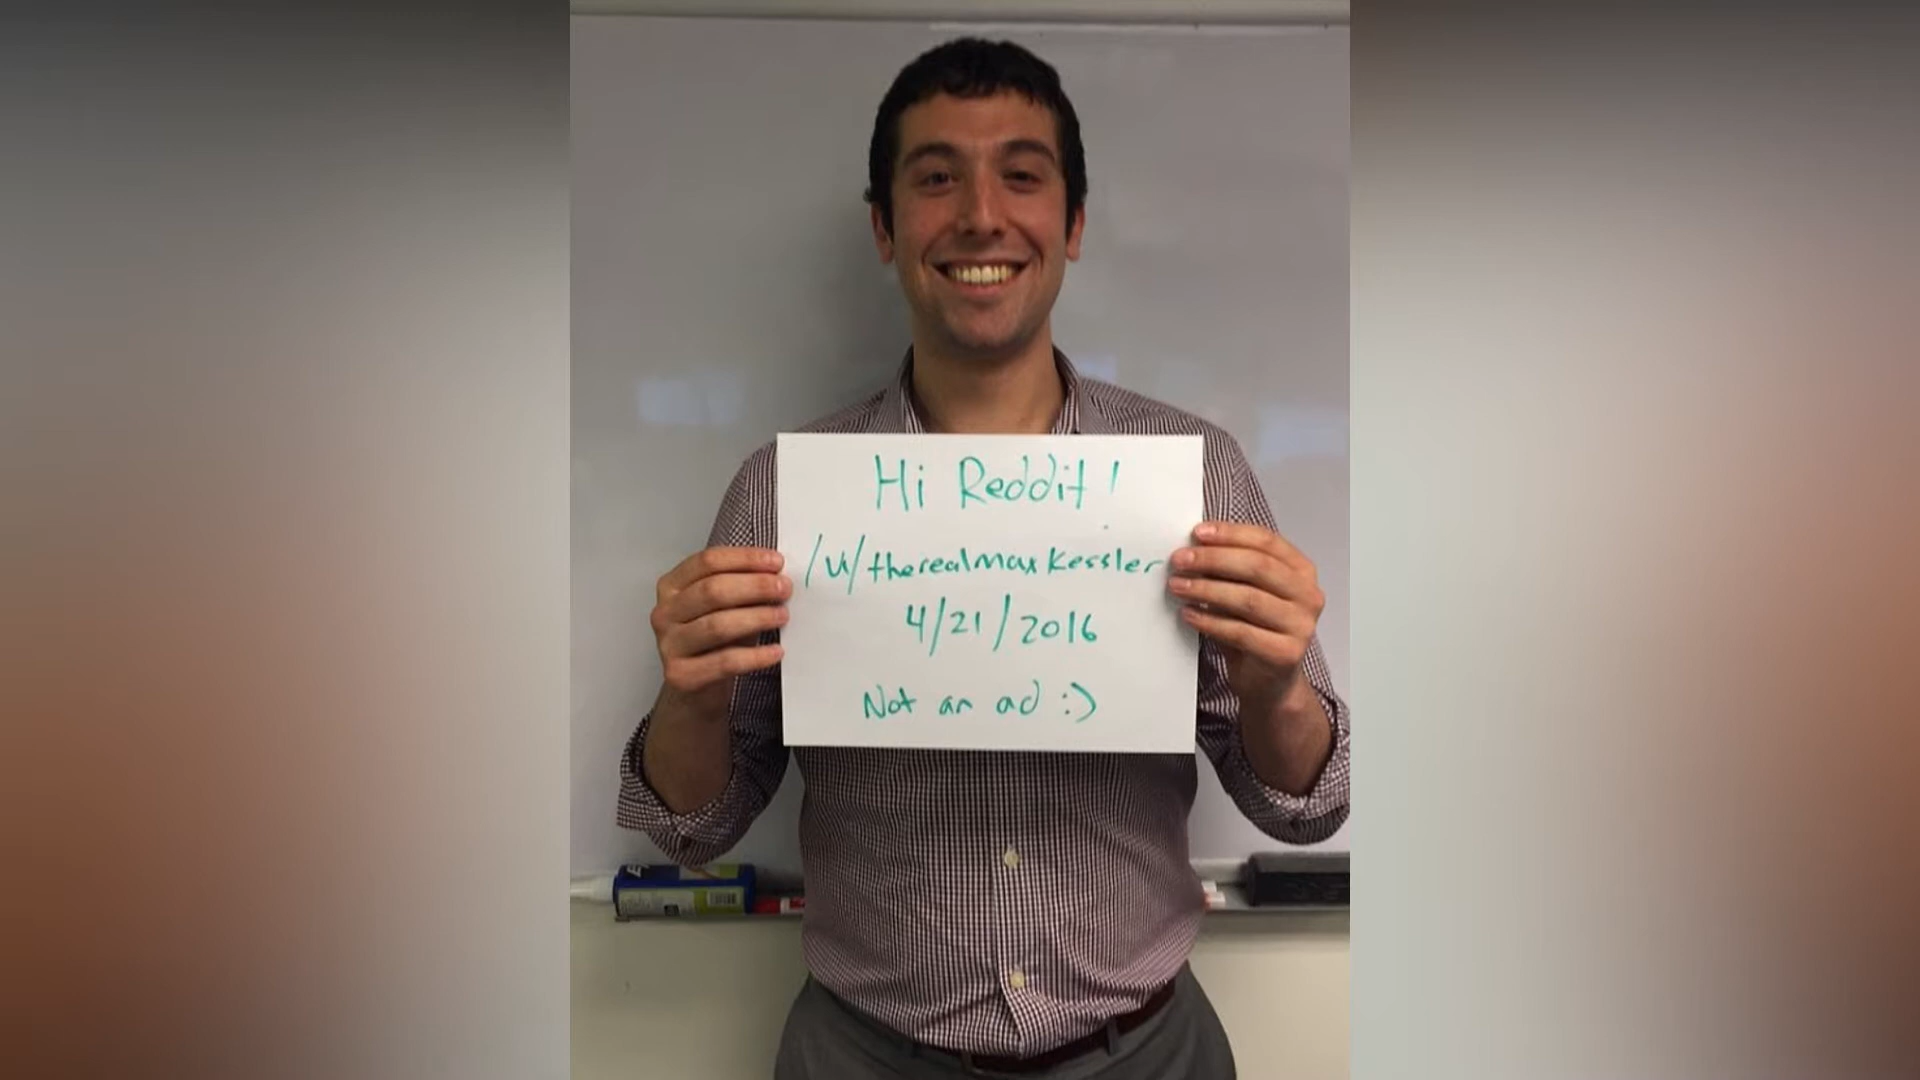 Hi Reddit!
/u/therealmaxkessler
4/21/2016
Not an ad :)